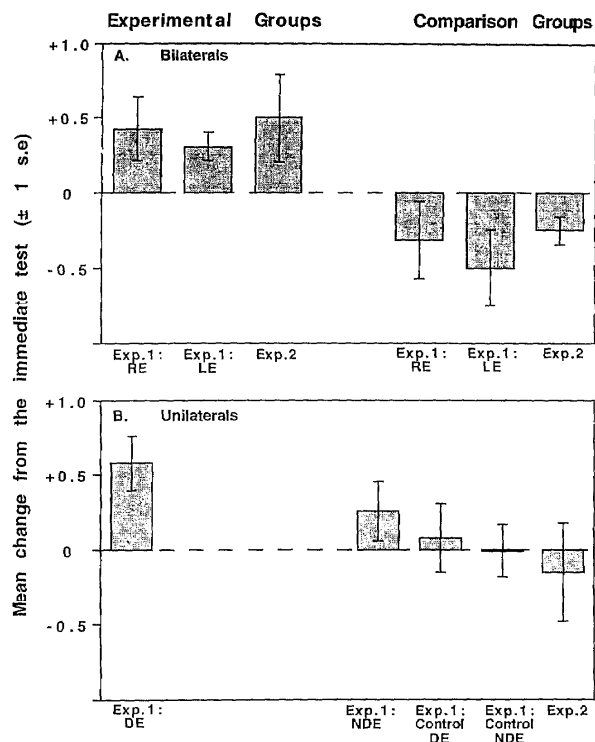 Experimental Groups Comparison Groups
Mean change from the immediate test (± 1 s.e)
+1.0
A. Bilaterals
+0.5
0
-0.5
Exp.1: Exp.1: Exp.2 Exp.1: Exp.1: Exp.2
RE LE RE LE
+1.0
B. Unilaterals
+0.5
0
-0.5
Exp.1: Exp.1: Exp.1: Exp.1: Exp.2
DE NDE Control Control
DE NDE